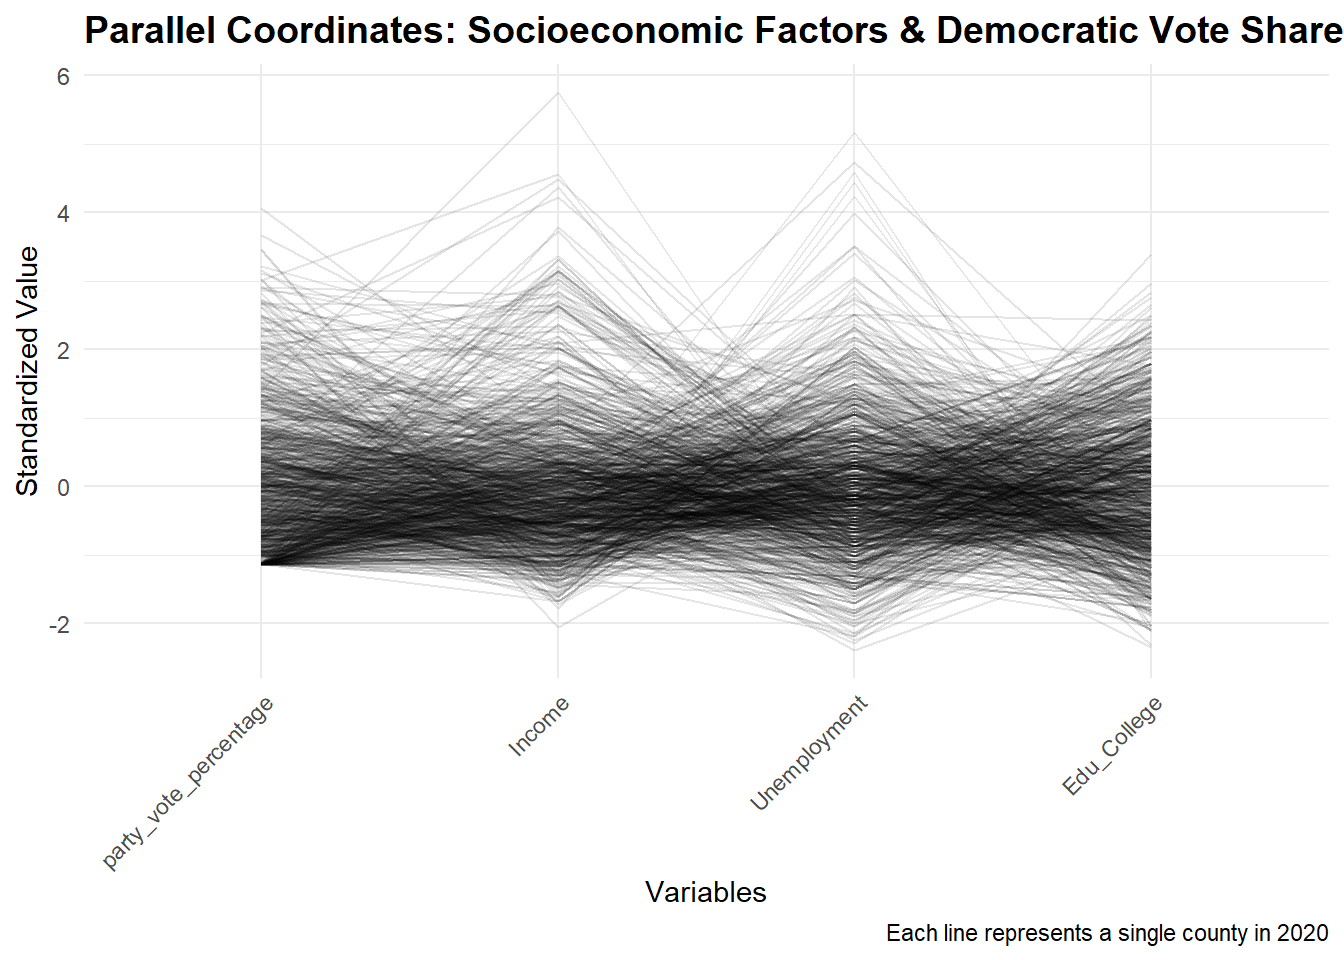 Parallel Coordinates: Socioeconomic Factors & Democratic Vote Share
6
4
2
0
-2
Standardized Value
party_vote_percentage
Income
Unemployment
Edu_College
Variables
Each line represents a single county in 2020